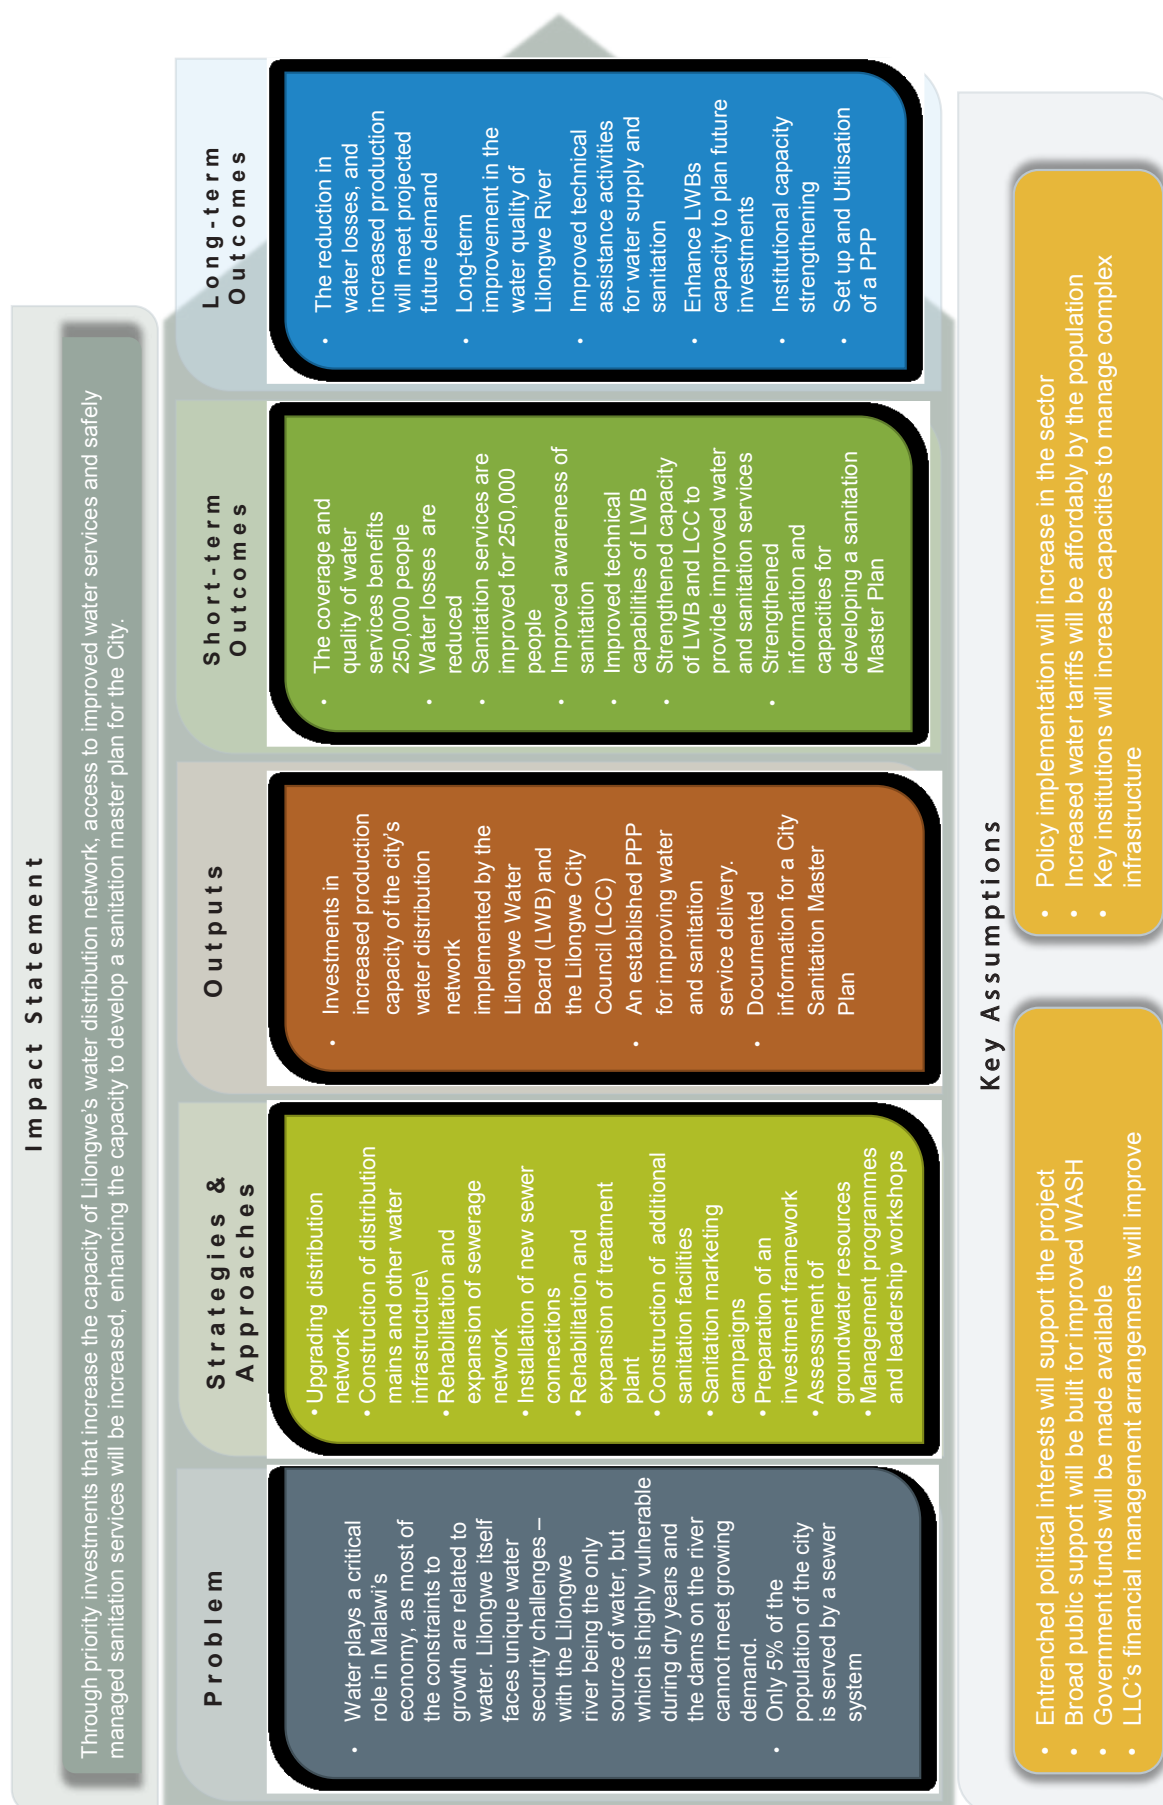 Impact Statement
Through priority investments that increase the capacity of Lilongwe's water distribution network, access to improved water services and safely
managed sanitation services will be increased, enhancing the capacity to develop a sanitation master plan for the City.
Problem
• Water plays a critical
role in Malawi's
economy, as most of
the constraints to
growth are related to
water. Lilongwe itself
faces unique water
security challenges –
with the Lilongwe
river being the only
source of water, but
which is highly vulnerable
during dry years and
the dams on the river
cannot meet growing
demand.
• Only 5% of the
population of the city
is served by a sewer
system
Strategies &
Approaches
• Upgrading distribution
network
• Construction of distribution
mains and other water
infrastructure\
• Rehabilitation and
expansion of sewerage
network
• Installation of new sewer
connections
• Rehabilitation and
expansion of treatment
plant
• Construction of additional
sanitation facilities
• Sanitation marketing
campaigns
• Preparation of an
investment framework
• Assessment of
groundwater resources
• Management programmes
and leadership workshops
Outputs
• Investments in
increased production
capacity of the city's
water distribution
network
implemented by the
Lilongwe Water
Board (LWB) and
the Lilongwe City
Council (LCC)
• An established PPP
for improving water
and sanitation
service delivery.
• Documented
information for a City
Sanitation Master
Plan
Short-term
Outcomes
• The coverage and
quality of water
services benefits
250,000 people
• Water losses are
reduced
• Sanitation services are
improved for 250,000
people
• Improved awareness of
sanitation
• Improved technical
capabilities of LWB
• Strengthened capacity
of LWB and LCC to
provide improved water
and sanitation services
• Strengthened
information and
capacities for
developing a sanitation
Master Plan
Long-term
Outcomes
• The reduction in
water losses, and
increased production
will meet projected
future demand
• Long-term
improvement in the
water quality of
Lilongwe River
• Improved technical
assistance activities
for water supply and
sanitation
• Enhance LWBs
capacity to plan future
investments
• Institutional capacity
strengthening
• Set up and Utilisation
of a PPP
Key Assumptions
• Entrenched political interests will support the project
• Broad public support will be built for improved WASH
• Government funds will be made available
• LLC's financial management arrangements will improve
• Policy implementation will increase in the sector
• Increased water tariffs will be affordably by the population
• Key institutions will increase capacities to manage complex
infrastructure